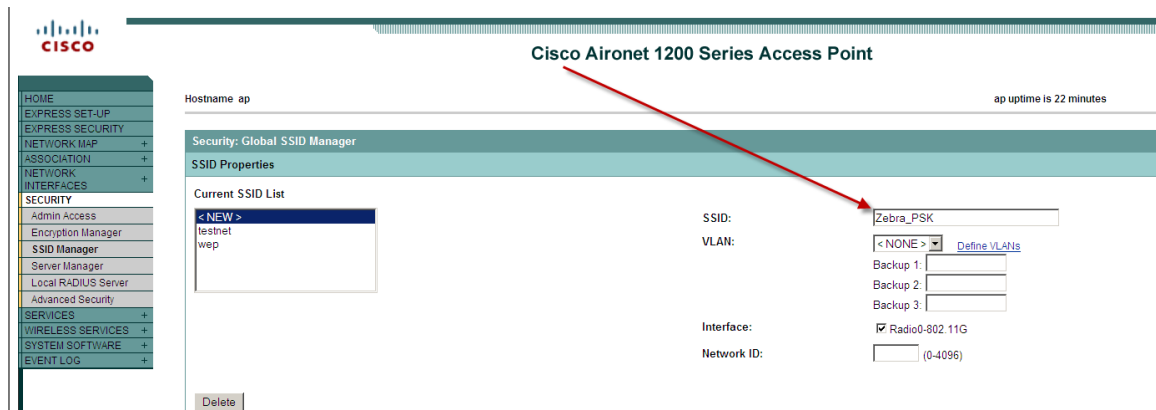 CISCO
Cisco Aironet 1200 Series Access Point
HOME
EXPRESS SET-UP
EXPRESS SECURITY
NETWORK MAP +
ASSOCIATION +
NETWORK
INTERFACES +
SECURITY
Admin Access
Encryption Manager
SSID Manager
Server Manager
Local RADIUS Server
Advanced Security
SERVICES +
WIRELESS SERVICES +
SYSTEM SOFTWARE +
EVENT LOG +
Hostname ap
ap uptime is 22 minutes
Security: Global SSID Manager
SSID Properties
Current SSID List
< NEW >
testnet
wep
SSID: Zebra_PSK
VLAN: < NONE > Define VLANs
Backup 1:
Backup 2:
Backup 3:
Interface: Radio0-802.11G
Network ID: (0-4096)
Delete